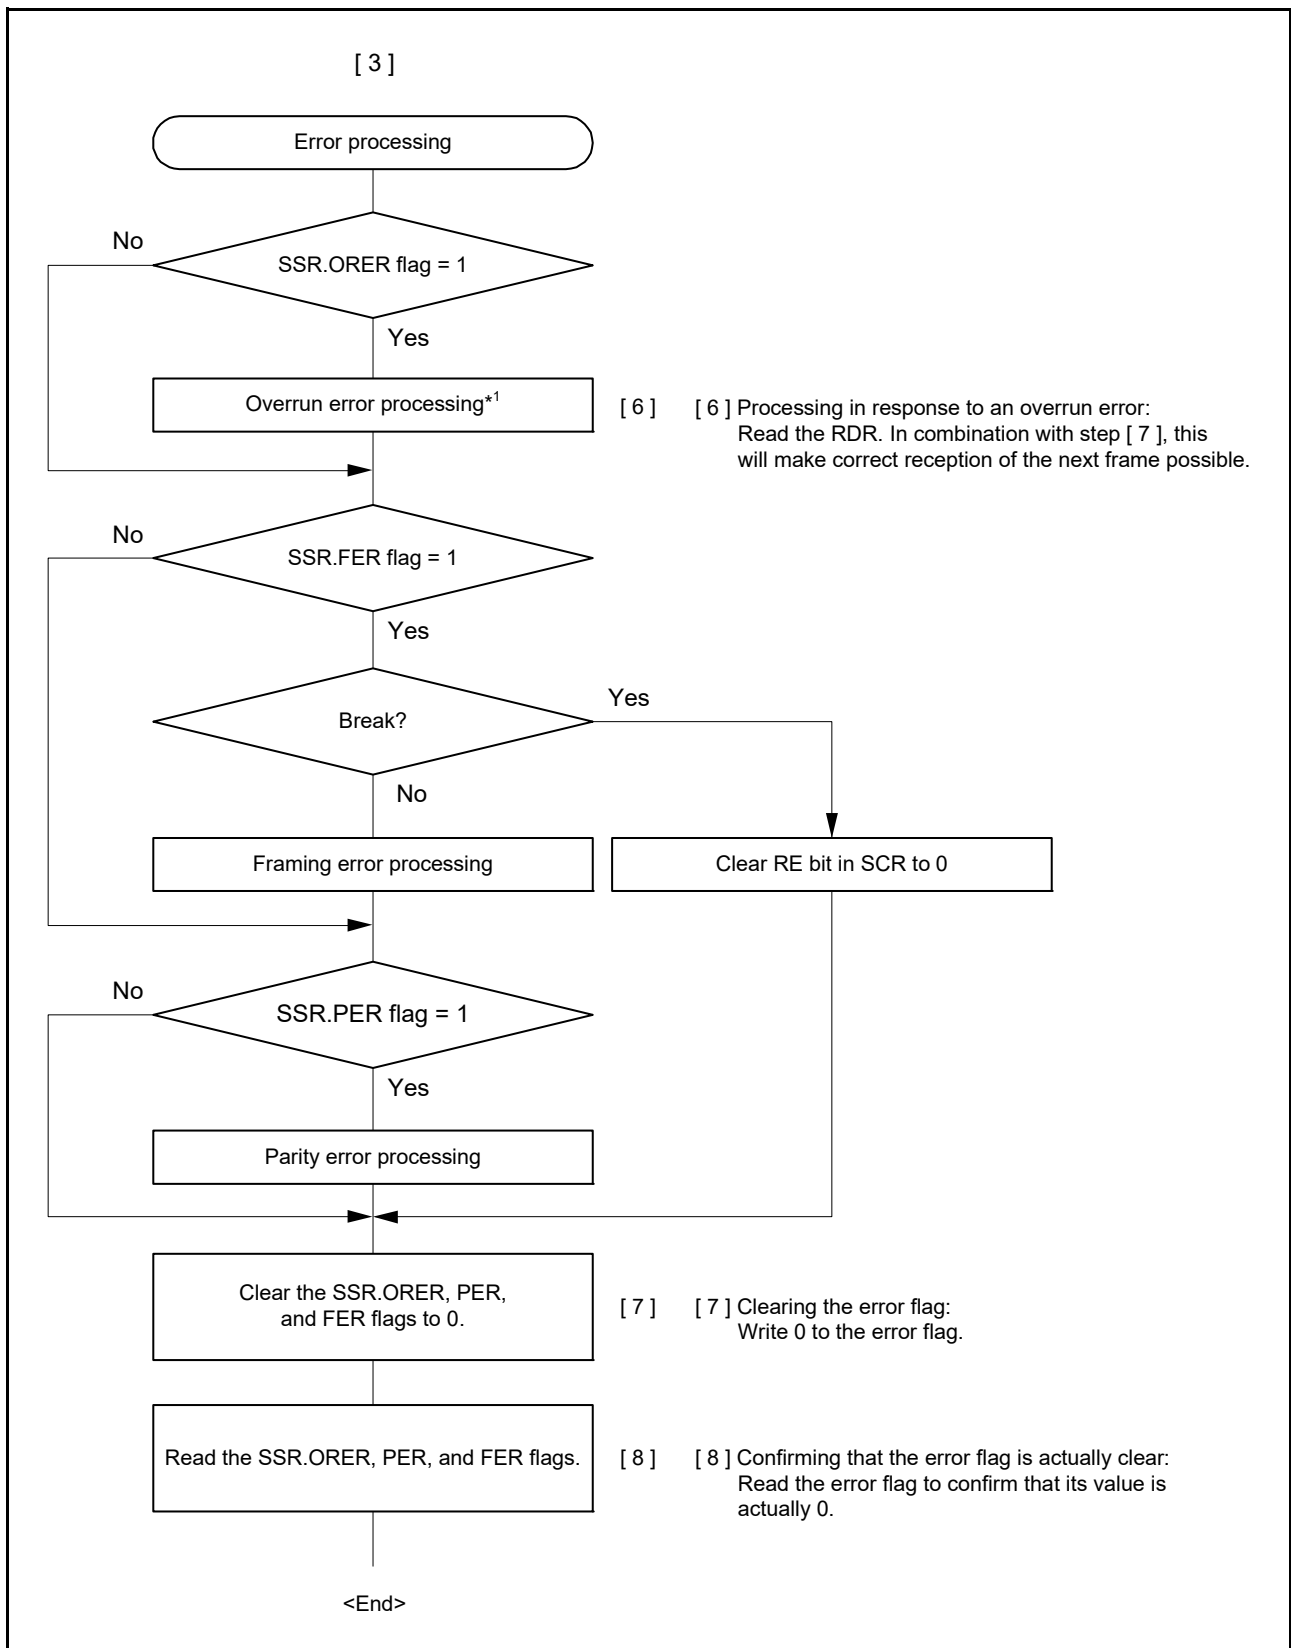 [ 3 ]
Error processing
No
SSR.ORER flag = 1
Yes
Overrun error processing*1
[ 6 ]
[ 6 ] Processing in response to an overrun error:
Read the RDR. In combination with step [ 7 ], this
will make correct reception of the next frame possible.
No
SSR.FER flag = 1
Yes
Break?
Yes
No
Framing error processing
Clear RE bit in SCR to 0
No
SSR.PER flag = 1
Yes
Parity error processing
Clear the SSR.ORER, PER,
and FER flags to 0.
[ 7 ]
[ 7 ] Clearing the error flag:
Write 0 to the error flag.
Read the SSR.ORER, PER, and FER flags.
[ 8 ]
[ 8 ] Confirming that the error flag is actually clear:
Read the error flag to confirm that its value is
actually 0.
<End>